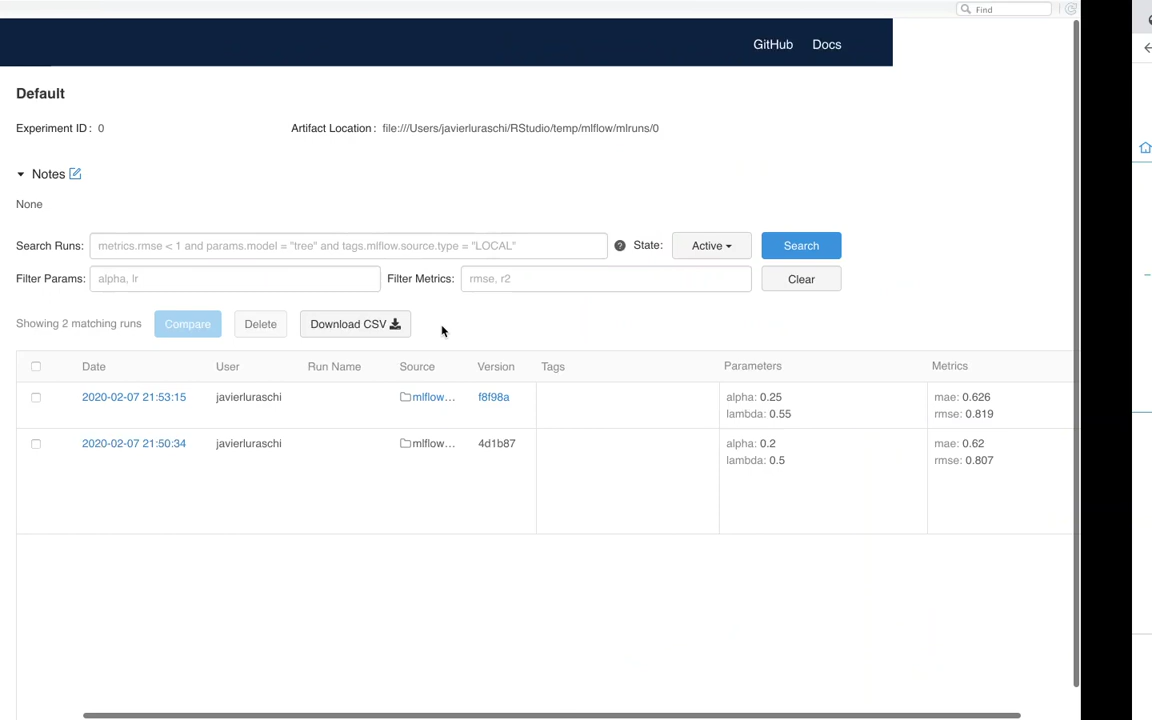 Find
GitHub Docs
Default
Experiment ID: 0 Artifact Location: file:///Users/javierluraschi/RStudio/temp/mlflow/mlruns/0
Notes
None
Search Runs: metrics.rmse < 1 and params.model = "tree" and tags.mlflow.source.type = "LOCAL" State: Active Search
Filter Params: alpha, lr Filter Metrics: rmse, r2 Clear
Showing 2 matching runs Compare Delete Download CSV
Date User Run Name Source Version Tags Parameters Metrics
2020-02-07 21:53:15 javierluraschi mlflow... f8f98a alpha: 0.25 mae: 0.626
lambda: 0.55 rmse: 0.819
2020-02-07 21:50:34 javierluraschi mlflow... 4d1b87 alpha: 0.2 mae: 0.62
lambda: 0.5 rmse: 0.807